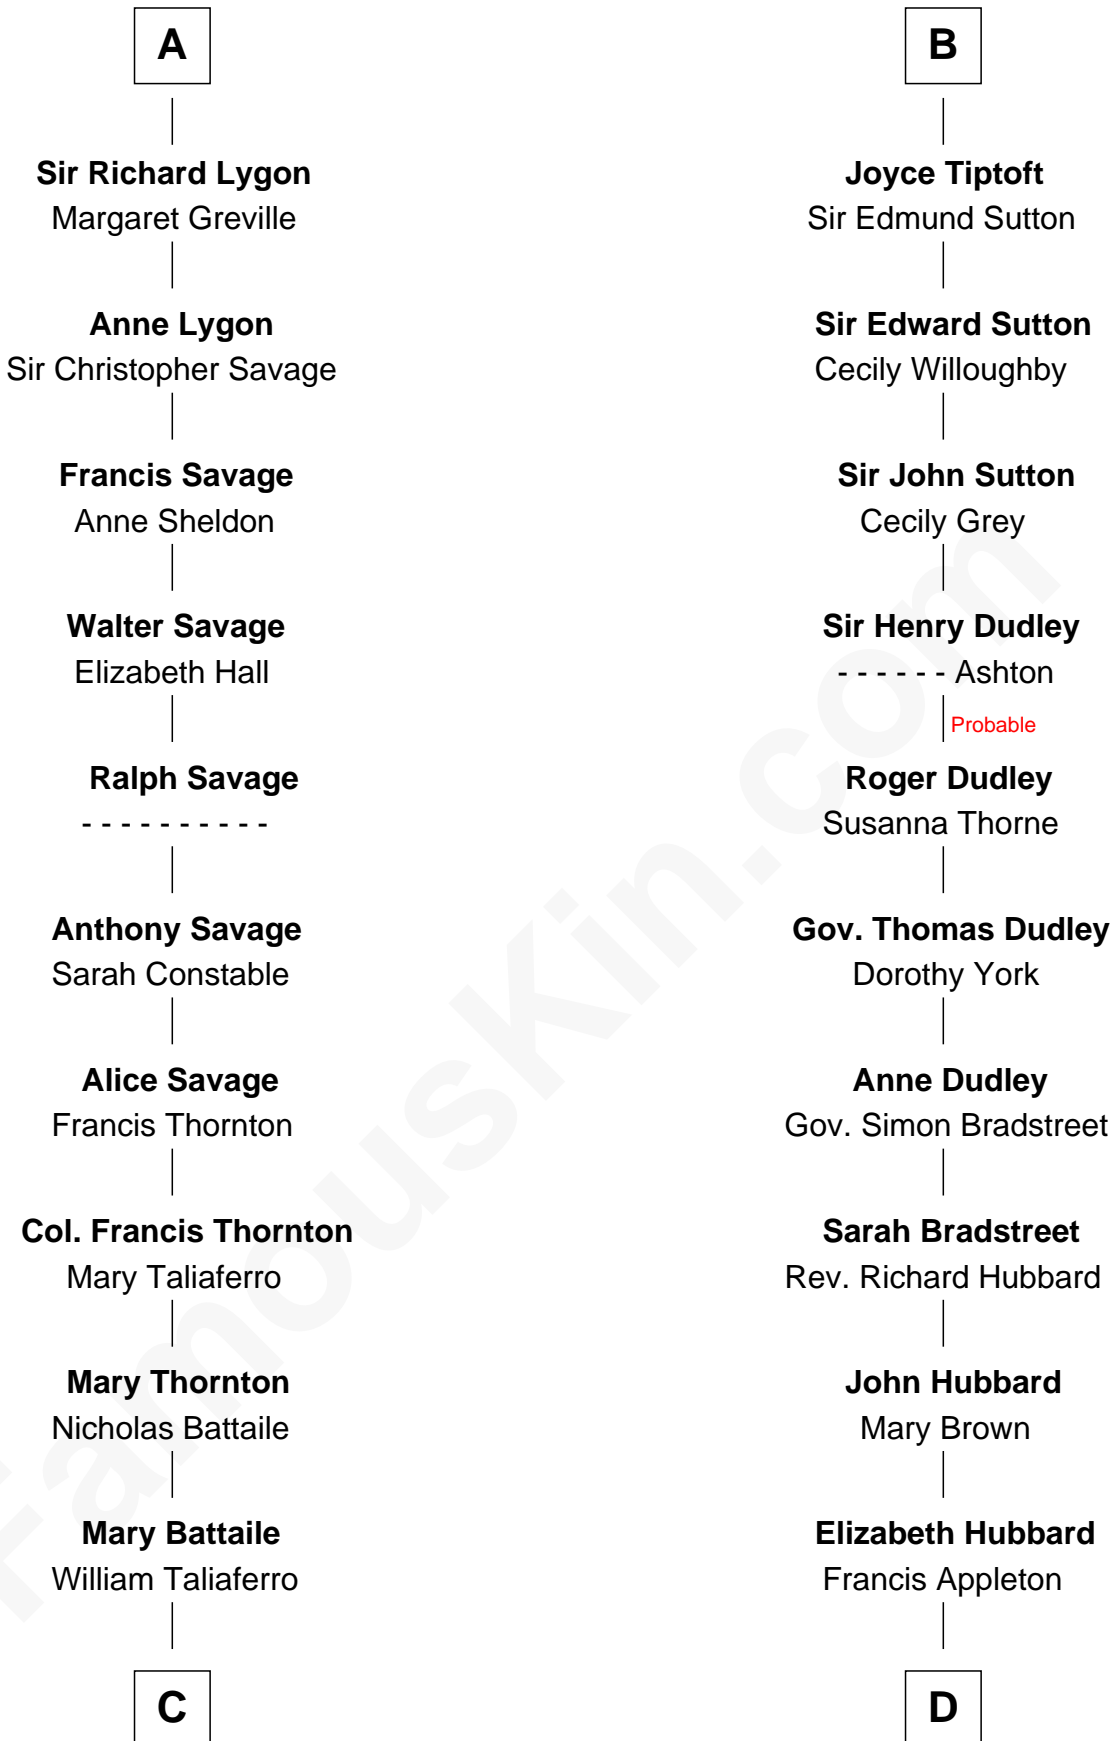 A
Sir Richard Lygon
Margaret Greville
Anne Lygon
Sir Christopher Savage
Francis Savage
Anne Sheldon
Walter Savage
Elizabeth Hall
Ralph Savage
- - - - - - - - - -
Anthony Savage
Sarah Constable
Alice Savage
Francis Thornton
Col. Francis Thornton
Mary Taliaferro
Mary Thornton
Nicholas Battaile
Mary Battaile
William Taliaferro
C
B
Joyce Tiptoft
Sir Edmund Sutton
Sir Edward Sutton
Cecily Willoughby
Sir John Sutton
Cecily Grey
Sir Henry Dudley
- - - - - - Ashton
Probable
Roger Dudley
Susanna Thorne
Gov. Thomas Dudley
Dorothy York
Anne Dudley
Gov. Simon Bradstreet
Sarah Bradstreet
Rev. Richard Hubbard
John Hubbard
Mary Brown
Elizabeth Hubbard
Francis Appleton
D
FamousKin.com